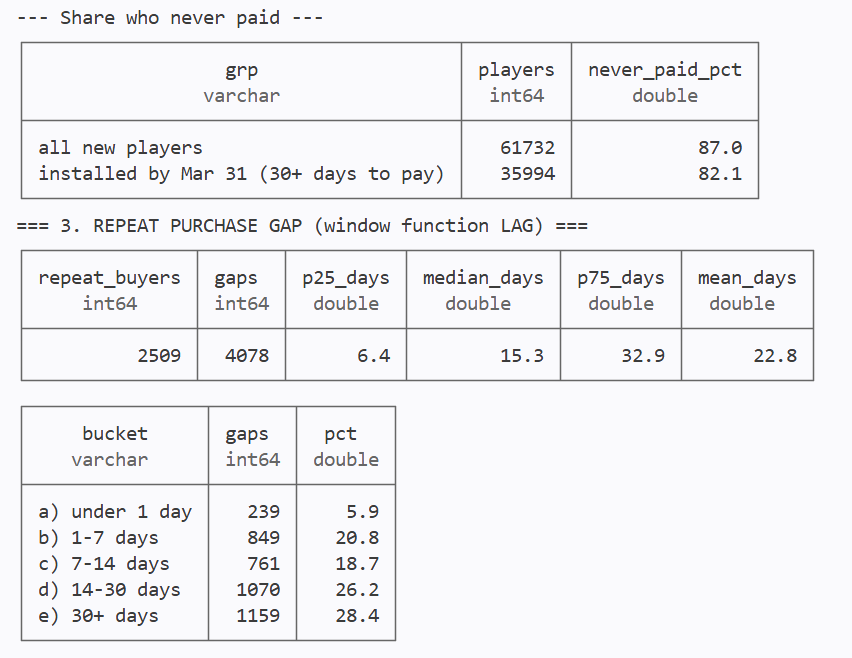 --- Share who never paid ---
grp players never_paid_pct
varchar int64 double
all new players 61732 87.0
installed by Mar 31 (30+ days to pay) 35994 82.1
=== 3. REPEAT PURCHASE GAP (window function LAG) ===
repeat_buyers gaps p25_days median_days p75_days mean_days
int64 int64 double double double double
2509 4078 6.4 15.3 32.9 22.8
bucket gaps pct
varchar int64 double
a) under 1 day 239 5.9
b) 1-7 days 849 20.8
c) 7-14 days 761 18.7
d) 14-30 days 1070 26.2
e) 30+ days 1159 28.4